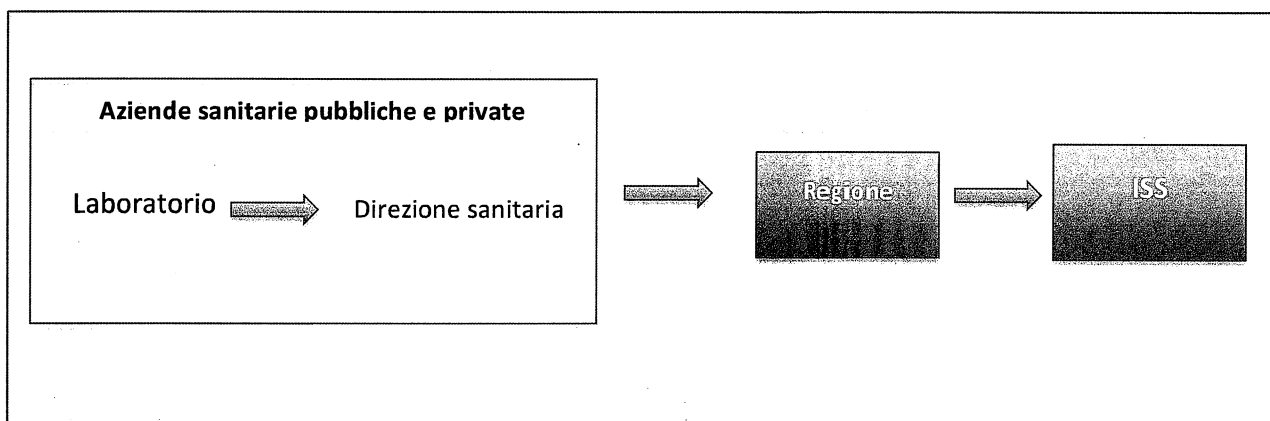 Aziende sanitarie pubbliche e private
Laboratorio
Direzione sanitaria
Regione
ISS